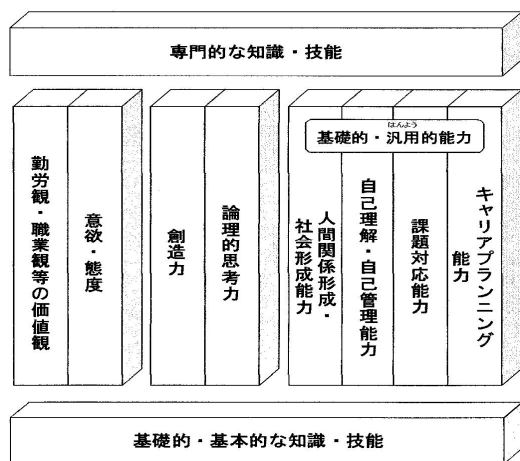 専門的な知識・技能
勤労観・職業観等の価値観
意欲・態度
創造力
論理的思考力
はんよう
基礎的・汎用的能力
人間関係形成・
社会形成能力
自己理解・自己管理能力
課題対応能力
キャリアプランニング
能力
基礎的・基本的な知識・技能